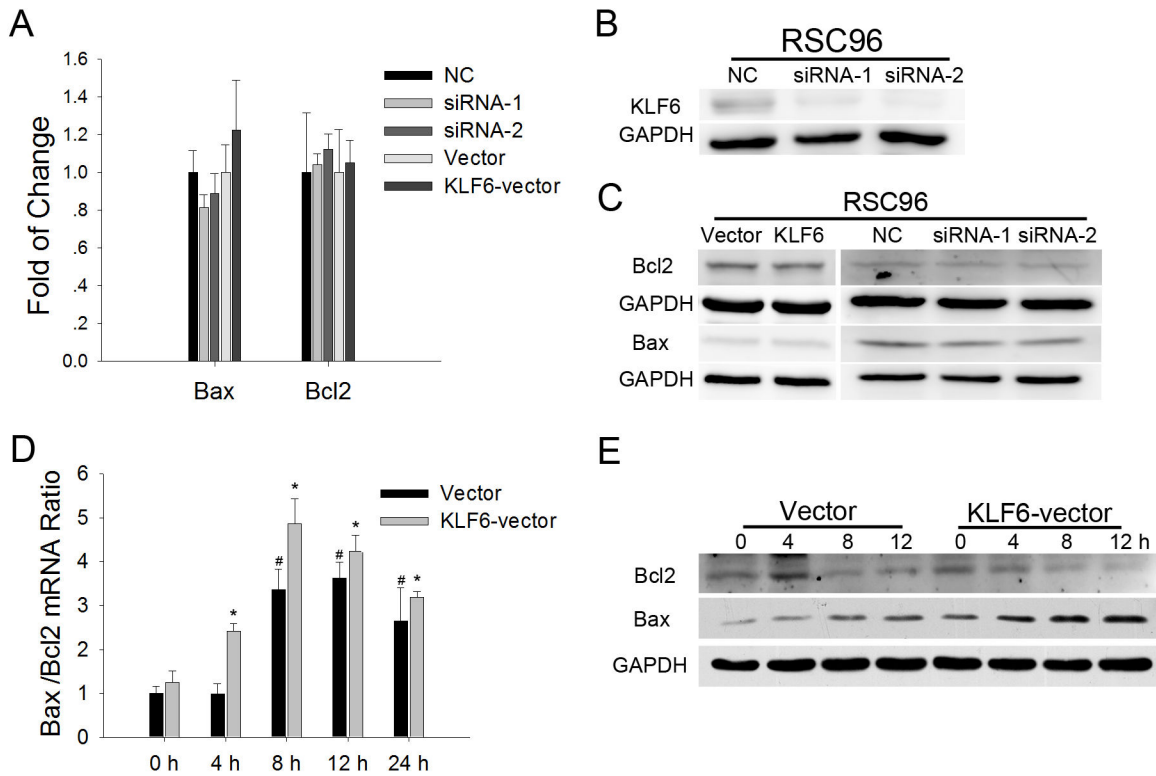 A
1.6
1.4
1.2
1.0
.8
.6
.4
.2
0.0
Fold of Change
Bax Bcl2
NC
siRNA-1
siRNA-2
Vector
KLF6-vector
B
RSC96
NC siRNA-1 siRNA-2
KLF6
GAPDH
C
RSC96
Vector KLF6 NC siRNA-1 siRNA-2
Bcl2
GAPDH
Bax
GAPDH
D
6
5
4
3
2
1
0
Bax /Bcl2 mRNA Ratio
* # * # * # *
0 h 4 h 8 h 12 h 24 h
Vector
KLF6-vector
E
Vector KLF6-vector
0 4 8 12 0 4 8 12 h
Bcl2
Bax
GAPDH